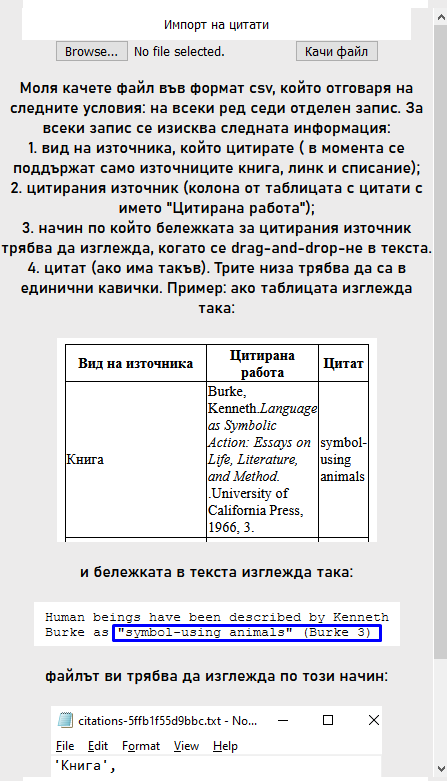 Импорт на цитати
Browse... No file selected. Качи файл
Моля качете файл във формат csv, който отговаря на
следните условия: на всеки ред седи отделен запис. За
всеки запис се изисква следната информация:
1. вид на източника, който цитирате ( в момента се
поддържат само източниците книга, линк и списание);
2. цитирания източник (колона от таблицата с цитати с
името "Цитирана работа");
3. начин по който бележката за цитирания източник
трябва да изглежда, когато се drag-and-drop-не в текста.
4. цитат (ако има такъв). Трите низа трябва да са в
единични кавички. Пример: ако таблицата изглежда
така:
Вид на източника Цитирана работа Цитат
Книга
Burke,
Kenneth.Language
as Symbolic
Action: Essays on
Life, Literature,
and Method.
.University of
California Press,
1966, 3.
symbol-
using
animals
и бележката в текста изглежда така:
Human beings have been described by Kenneth
Burke as "symbol-using animals" (Burke 3)
файлът ви трябва да изглежда по този начин:
citations-5ffb1f55d9bbc.txt - No...
File Edit Format View Help
'Книга',